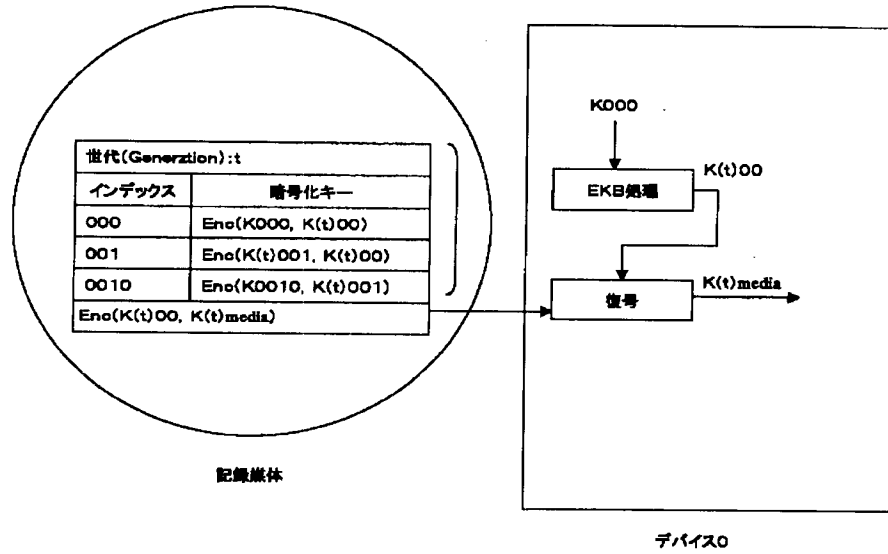 世代(Generztion):t
インデックス 暗号化キー
000 Enc(K000, K(t)00)
001 Enc(K(t)001, K(t)00)
0010 Enc(K0010, K(t)001)
Enc(K(t)00, K(t)media)
記録媒体
K000
EKB処理
K(t)00
復号
K(t)media
デバイス0